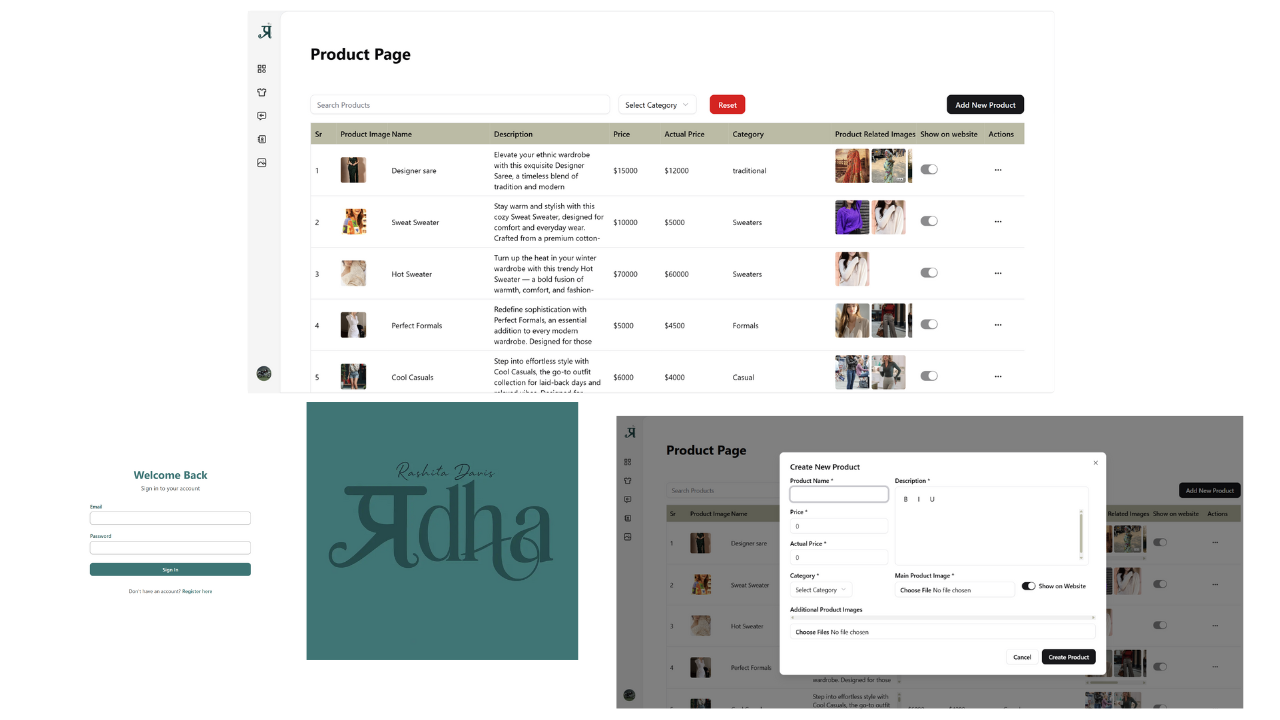 प्र
Product Page
Search Products
Select Category
Reset
Add New Product
Sr Product Image Name Description Price Actual Price Category Product Related Images Show on website Actions
1 Designer sare Elevate your ethnic wardrobe with this exquisite Designer Saree, a timeless blend of tradition and modern $15000 $12000 traditional
2 Sweat Sweater Stay warm and stylish with this cozy Sweat Sweater, designed for comfort and everyday wear. Crafted from a premium cotton- $10000 $5000 Sweaters
3 Hot Sweater Turn up the heat in your winter wardrobe with this trendy Hot Sweater — a bold fusion of warmth, comfort, and fashion- $70000 $60000 Sweaters
4 Perfect Formals Redefine sophistication with Perfect Formals, an essential addition to every modern wardrobe. Designed for those $5000 $4500 Formals
5 Cool Casuals Step into effortless style with Cool Casuals, the go-to outfit collection for laid-back days and $6000 $4000 Casual
Welcome Back
Sign in to your account
Email
Password
Sign in
Don't have an account? Register here
Rashita Davis
प्रdha
प्र
Product Page
Search Products
Add New Product
Sr Product Image Name Related Images Show on website Actions
1 Designer sare
2 Sweat Sweater
3 Hot Sweater
4 Perfect Formals
wardrobe. Designed for those
Step into effortless style with
Cool Casuals, the go-to outfit
Create New Product
Product Name *
Description *
B I U
Price *
0
Actual Price *
0
Category *
Select Category
Main Product Image *
Choose File No file chosen
Show on Website
Additional Product Images
Choose Files No file chosen
Cancel
Create Product